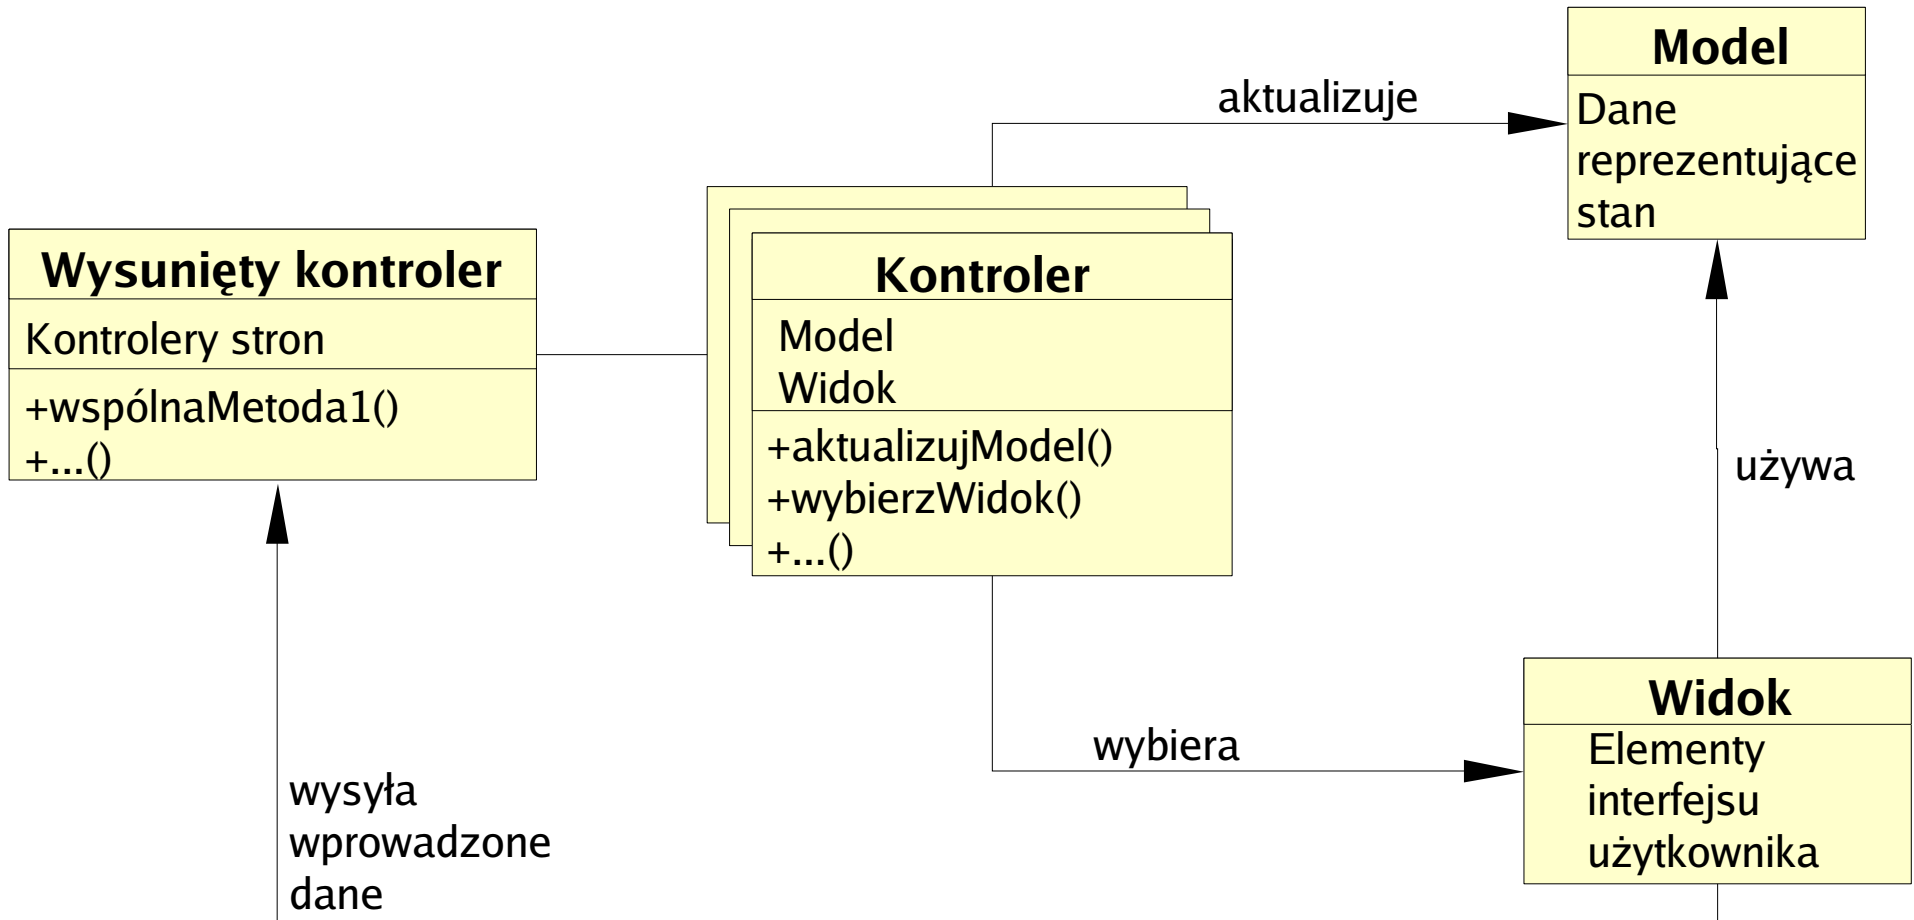 Model
Dane
reprezentujące
stan
aktualizuje
Wysunięty kontroler
Kontrolery stron
+wspólnaMetoda1()
+...()
Kontroler
Model
Widok
+aktualizujModel()
+wybierzWidok()
+...()
używa
Widok
Elementy
interfejsu
użytkownika
wybiera
wysyła
wprowadzone
dane